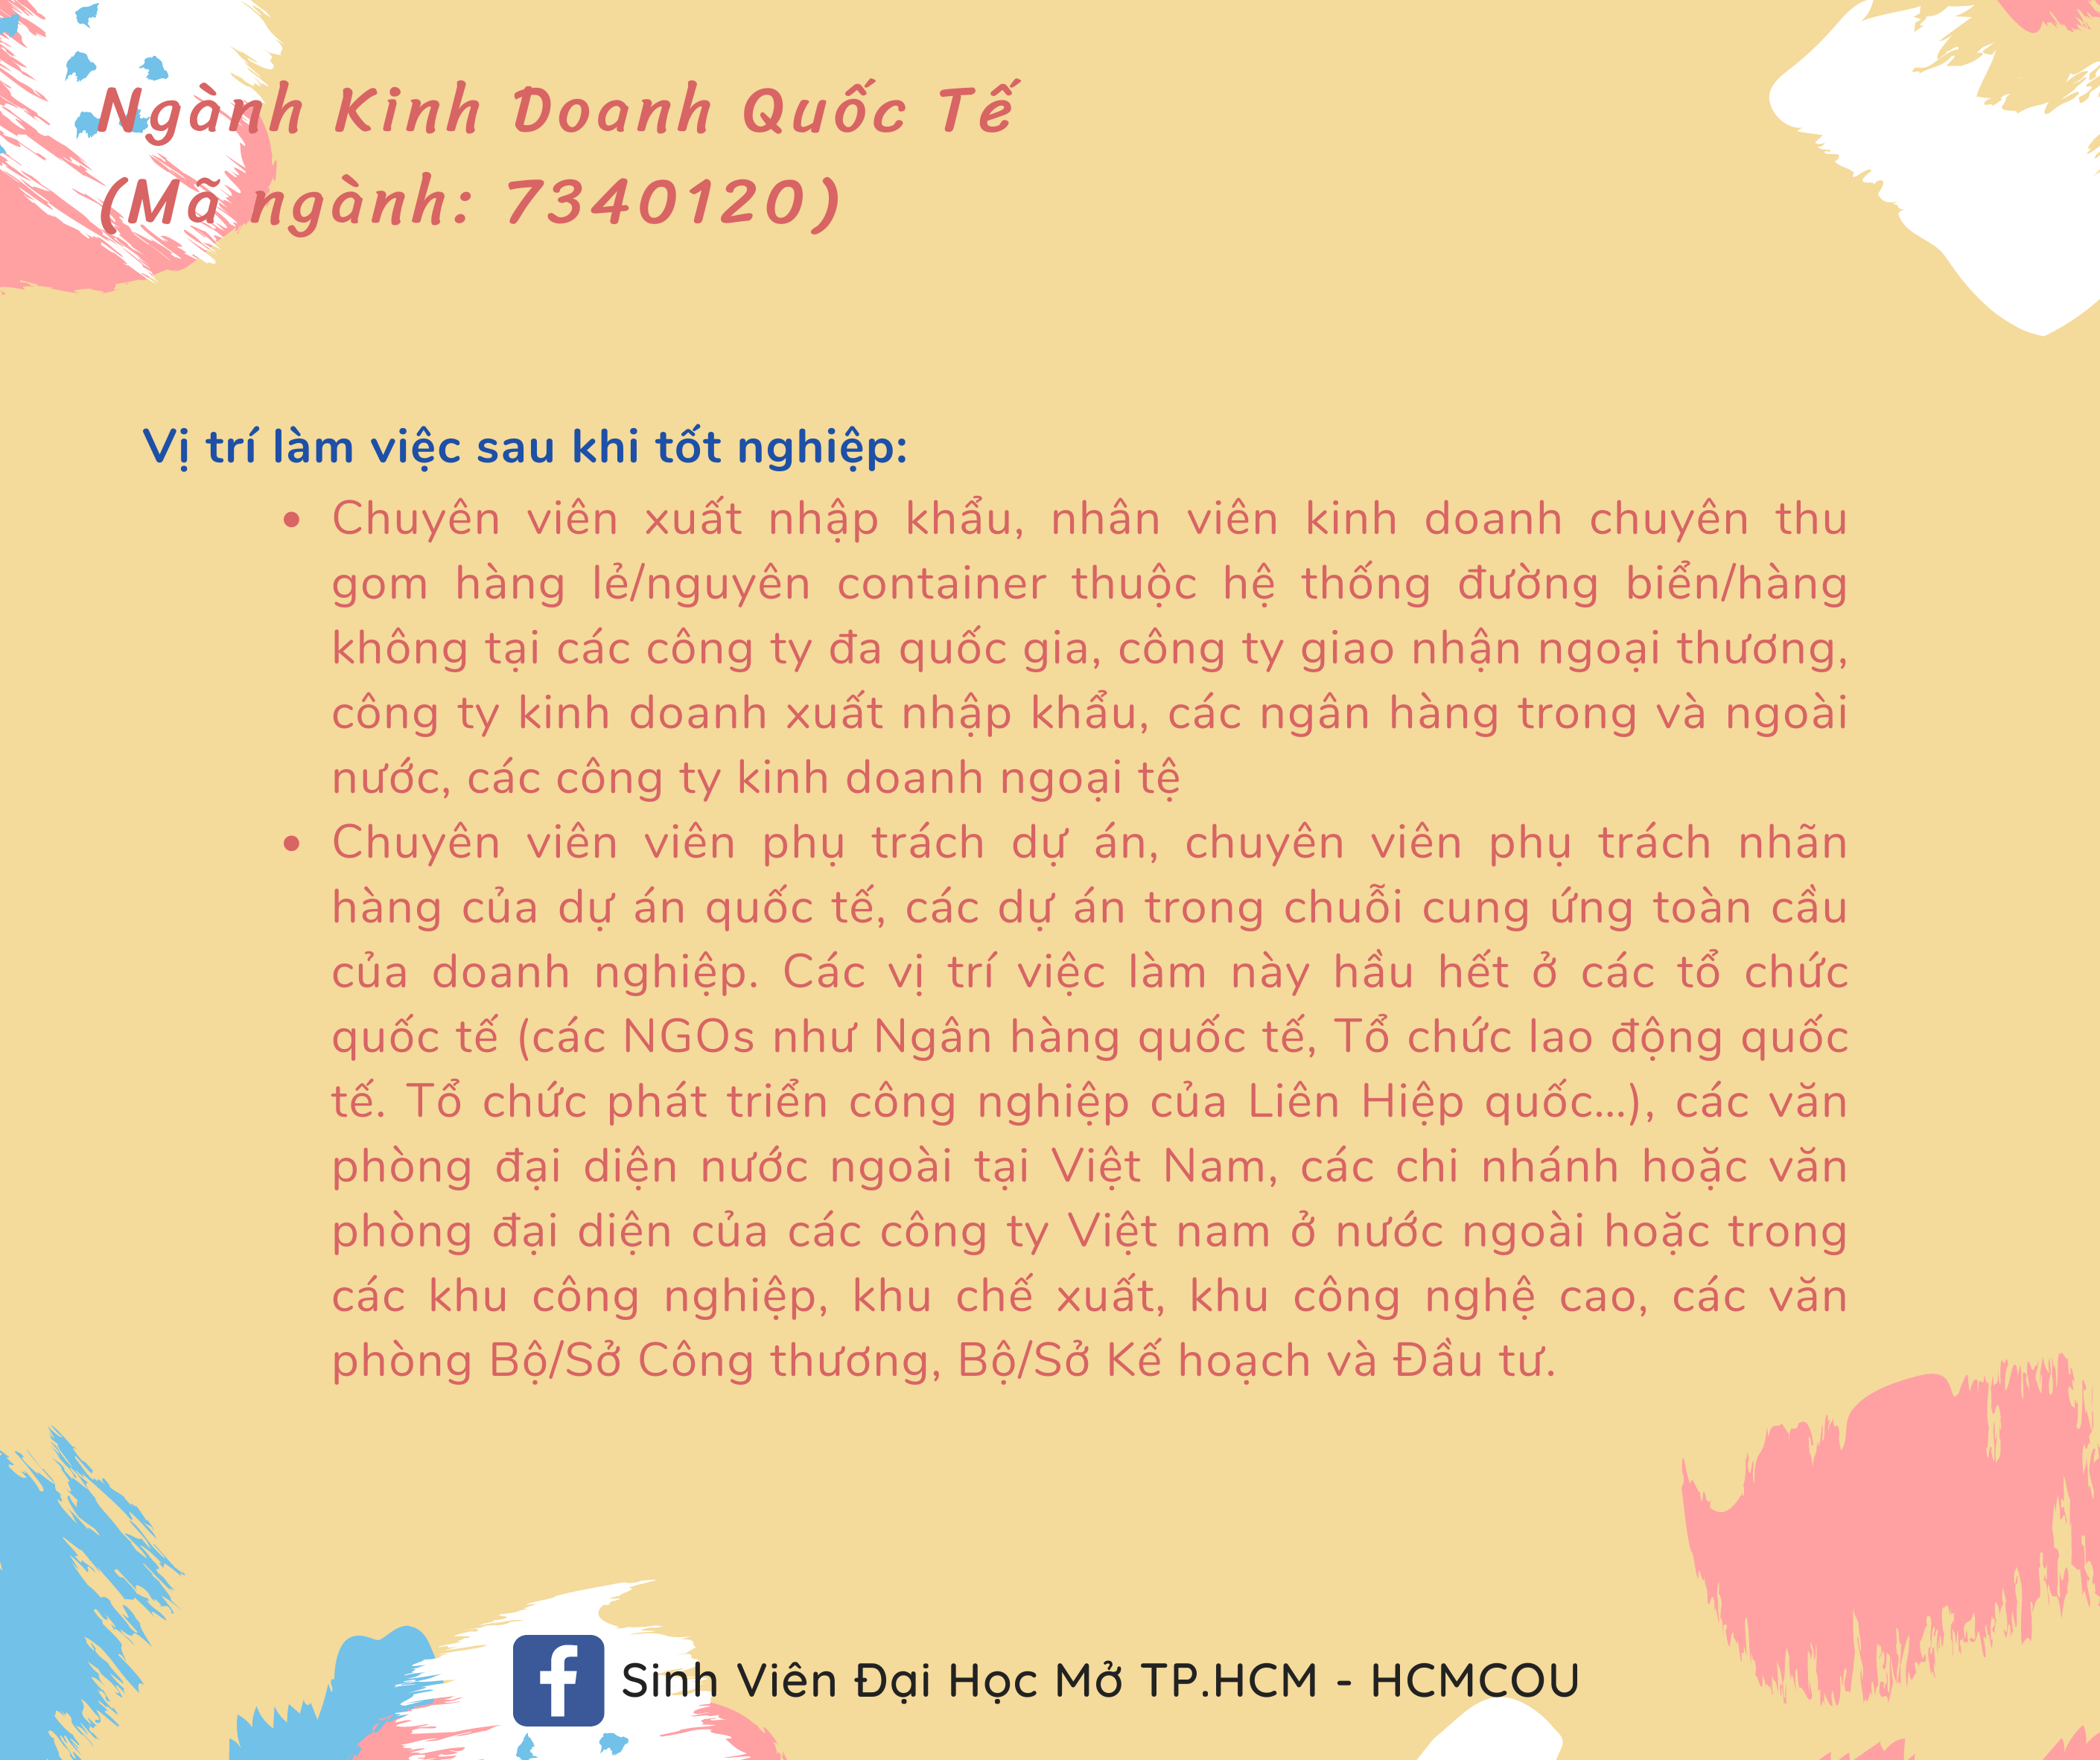 Ngành Kinh Doanh Quốc Tế
(Mã ngành: 7340120)
Vị trí làm việc sau khi tốt nghiệp:
• Chuyên viên xuất nhập khẩu, nhân viên kinh doanh chuyên thu
gom hàng lẻ/nguyên container thuộc hệ thống đường biển/hàng
không tại các công ty đa quốc gia, công ty giao nhận ngoại thương,
công ty kinh doanh xuất nhập khẩu, các ngân hàng trong và ngoài
nước, các công ty kinh doanh ngoại tệ
• Chuyên viên viên phụ trách dự án, chuyên viên phụ trách nhãn
hàng của dự án quốc tế, các dự án trong chuỗi cung ứng toàn cầu
của doanh nghiệp. Các vị trí việc làm này hầu hết ở các tổ chức
quốc tế (các NGOs như Ngân hàng quốc tế, Tổ chức lao động quốc
tế. Tổ chức phát triển công nghiệp của Liên Hiệp quốc...), các văn
phòng đại diện nước ngoài tại Việt Nam, các chi nhánh hoặc văn
phòng đại diện của các công ty Việt nam ở nước ngoài hoặc trong
các khu công nghiệp, khu chế xuất, khu công nghệ cao, các văn
phòng Bộ/Sở Công thương, Bộ/Sở Kế hoạch và Đầu tư.
Sinh Viên Đại Học Mở TP.HCM - HCMCOU